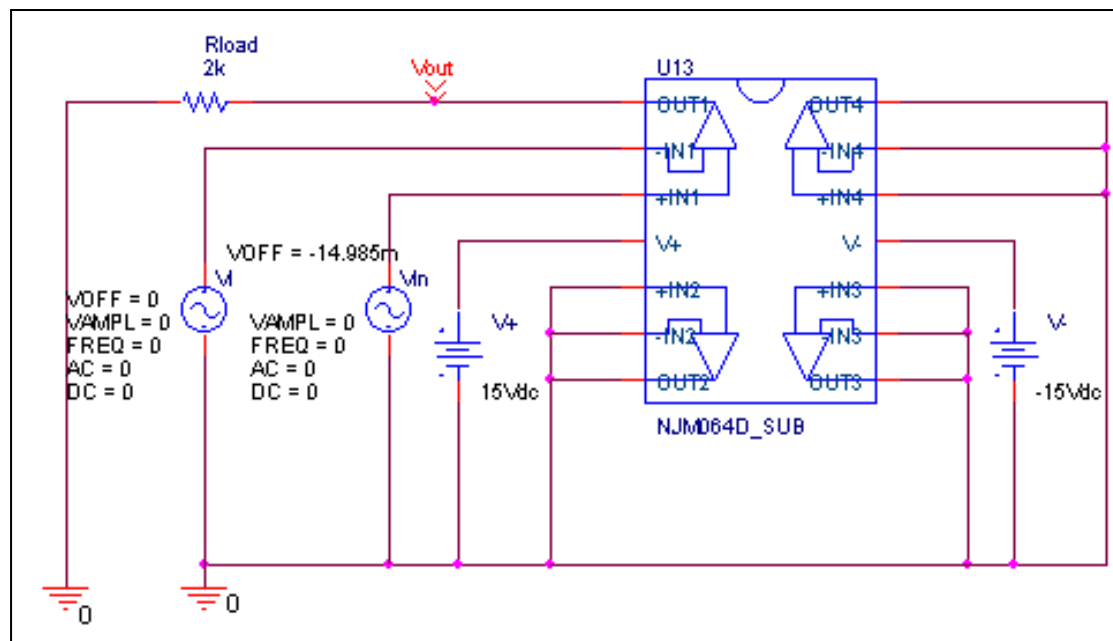 Rload
2k
Vout
U13
OUT1
-IN1
+IN1
V+
+IN2
-IN2
OUT2
OUT4
-IN4
+IN4
V-
+IN3
-IN3
OUT3
NJM064D_SUB
VOFF = 0
VAMPL = 0
FREQ = 0
AC = 0
DC = 0
VOFF = -14.985m
Vin
VAMPL = 0
FREQ = 0
AC = 0
DC = 0
V+
15Vdc
V-
-15Vdc
0
0